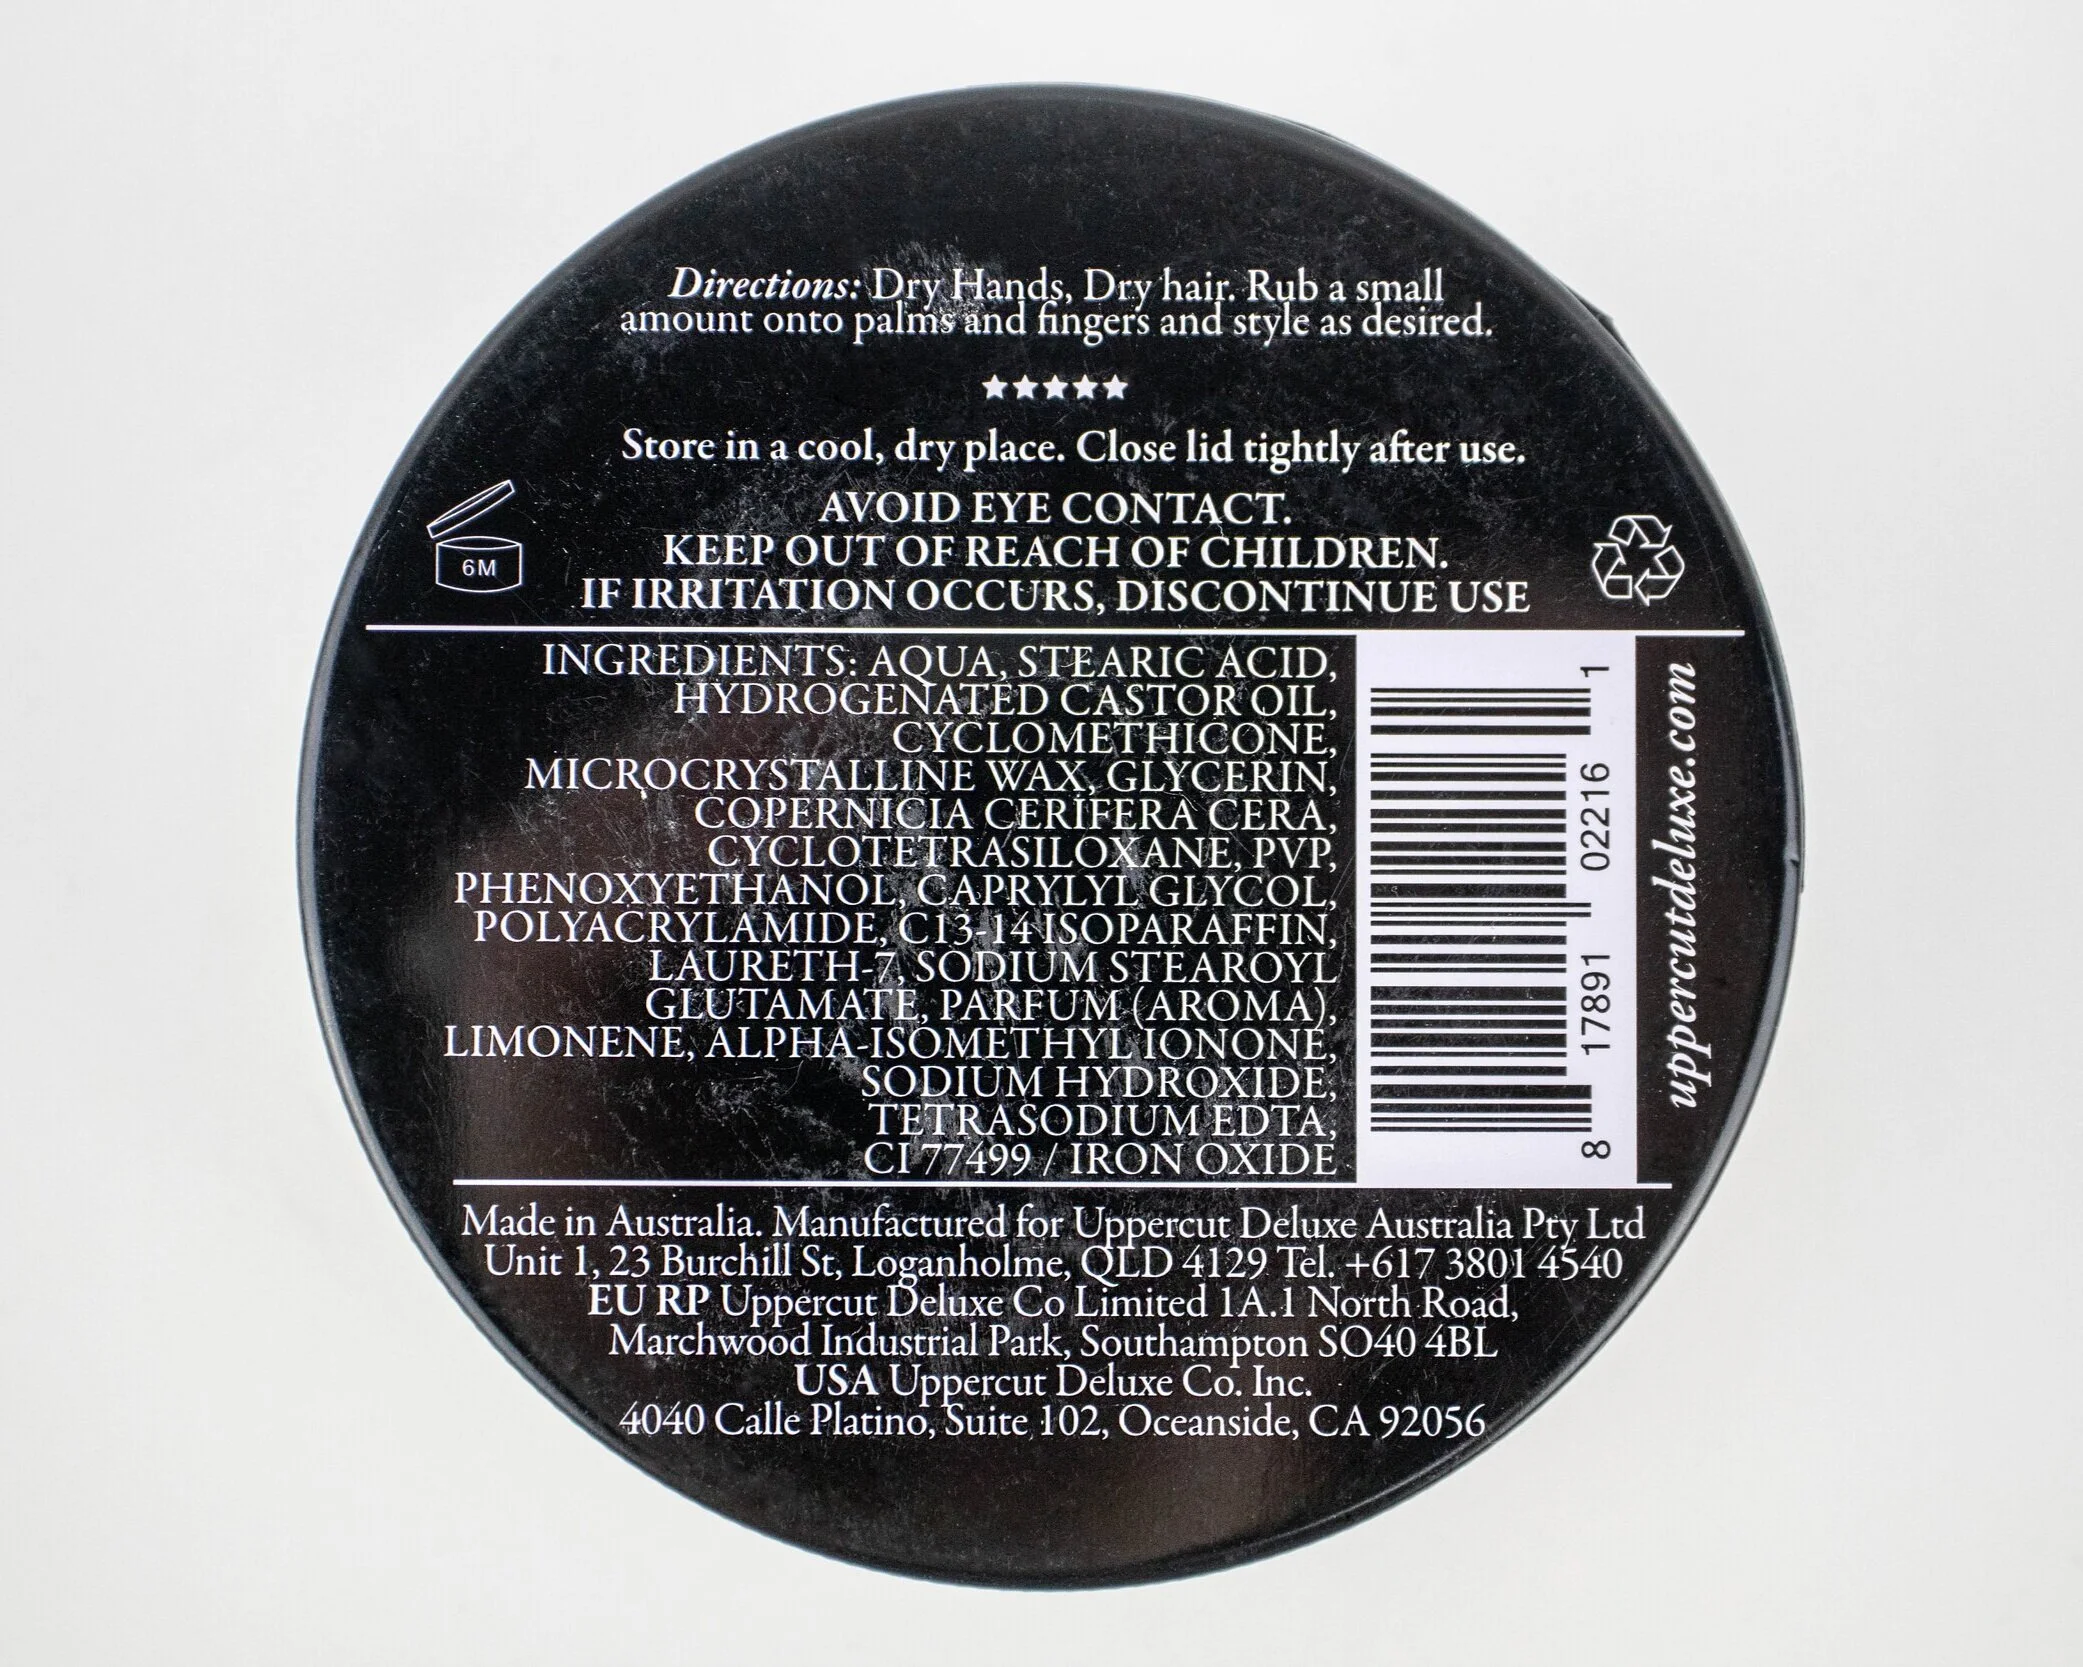 Directions: Dry Hands, Dry hair. Rub a small
amount onto palms and fingers and style as desired.
Store in a cool, dry place. Close lid tightly after use.
AVOID EYE CONTACT.
KEEP OUT OF REACH OF CHILDREN.
IF IRRITATION OCCURS, DISCONTINUE USE
6M
INGREDIENTS: AQUA, STEARIC ACID,
HYDROGENATED CASTOR OIL,
CYCLOMETHICONE,
MICROCRYSTALLINE WAX, GLYCERIN,
COPERNICIA CERIFERA CERA,
CYCLOTETRASILOXANE, PVP,
PHENOXYETHANOL, CAPRYLYL GLYCOL,
POLYACRYLAMIDE, C13-14 ISOPARAFFIN,
LAURETH-7, SODIUM STEAROYL
GLUTAMATE, PARFUM (AROMA),
LIMONENE, ALPHA-ISOMETHYL IONONE,
SODIUM HYDROXIDE,
TETRASODIUM EDTA,
CI 77499 / IRON OXIDE
8 17891 02216 1
uppercutdeluxe.com
Made in Australia. Manufactured for Uppercut Deluxe Australia Pty Ltd
Unit 1, 23 Burchill St, Loganholme, QLD 4129 Tel. +617 3801 4540
EU RP Uppercut Deluxe Co Limited 1A.1 North Road,
Marchwood Industrial Park, Southampton SO40 4BL
USA Uppercut Deluxe Co. Inc.
4040 Calle Platino, Suite 102, Oceanside, CA 92056